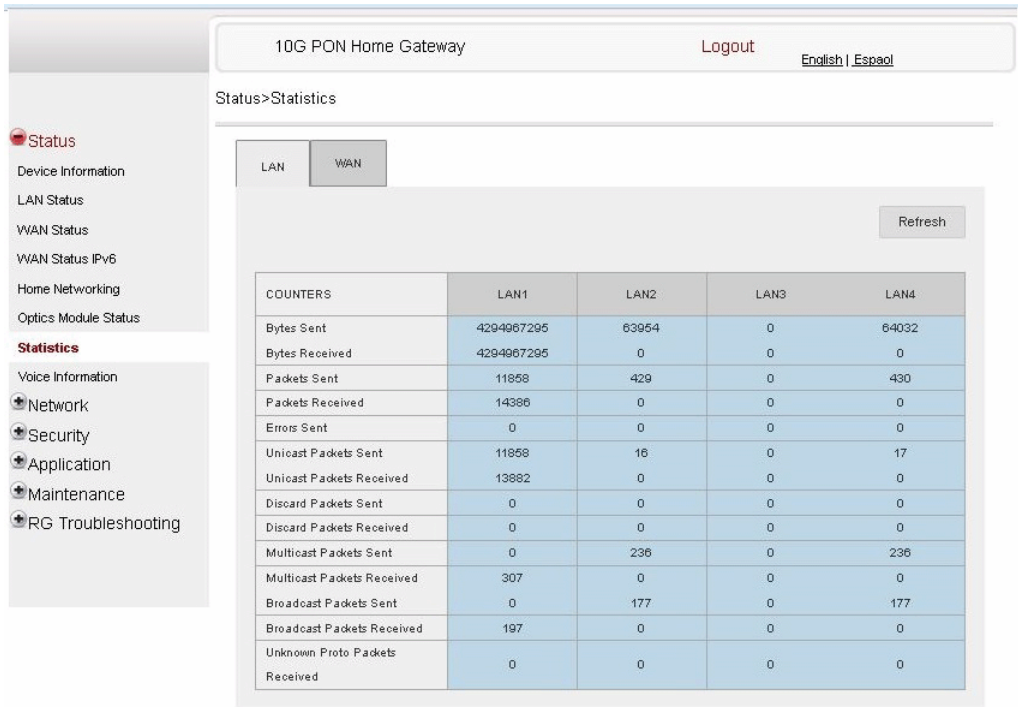 10G PON Home Gateway
Logout
English | Espaol
Status>Statistics
Status
Device Information
LAN Status
WAN Status
WAN Status IPv6
Home Networking
Optics Module Status
Statistics
Voice Information
Network
Security
Application
Maintenance
RG Troubleshooting
LAN WAN
Refresh
COUNTERS LAN1 LAN2 LAN3 LAN4
Bytes Sent 4294967295 63954 0 64032
Bytes Received 4294967295 0 0 0
Packets Sent 11858 429 0 430
Packets Received 14386 0 0 0
Errors Sent 0 0 0 0
Unicast Packets Sent 11858 16 0 17
Unicast Packets Received 13882 0 0 0
Discard Packets Sent 0 0 0 0
Discard Packets Received 0 0 0 0
Multicast Packets Sent 0 236 0 236
Multicast Packets Received 307 0 0 0
Broadcast Packets Sent 0 177 0 177
Broadcast Packets Received 197 0 0 0
Unknown Proto Packets
Received 0 0 0 0